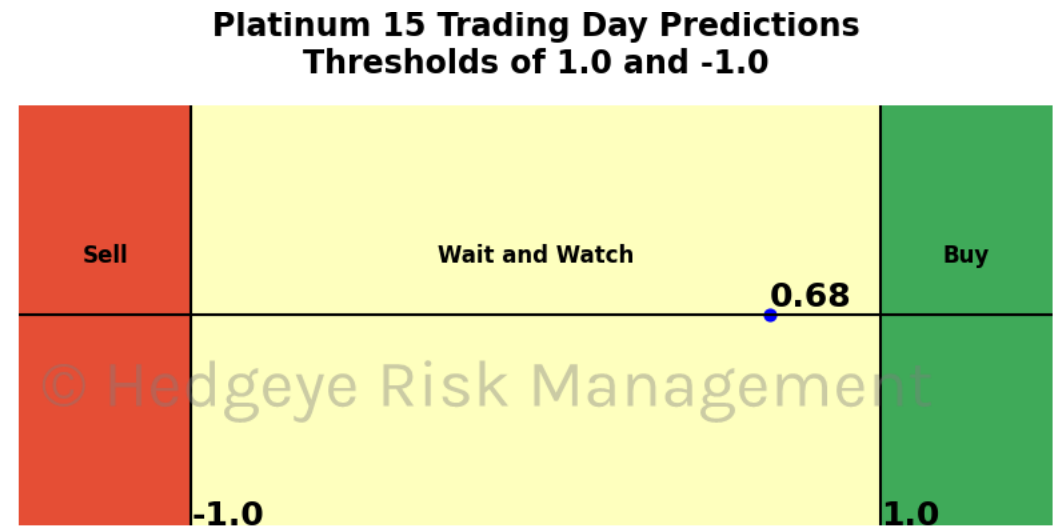 Platinum 15 Trading Day Predictions
Thresholds of 1.0 and -1.0
Sell
Wait and Watch
Buy
0.68
© Hedgeye Risk Management
-1.0
1.0